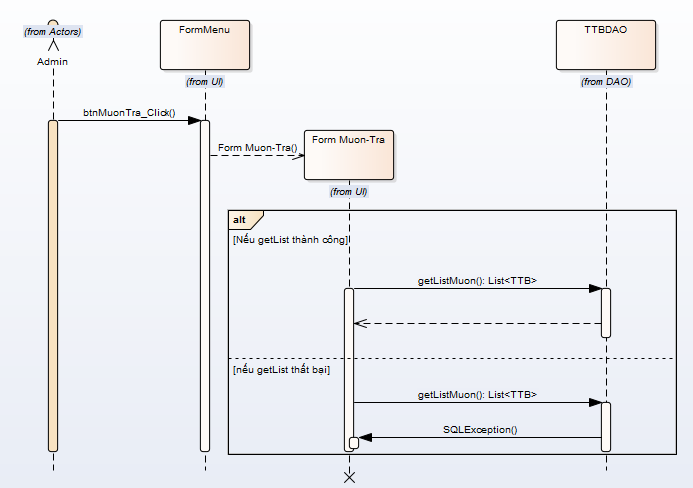 (from Actors)
Admin
FormMenu
(from UI)
TTBDAO
(from DAO)
btnMuonTra_Click()
Form Muon-Tra()
Form Muon-Tra
(from UI)
alt
[Nếu getList thành công]
getListMuon(): List<TTB>
[nếu getList thất bại]
getListMuon(): List<TTB>
SQLException()